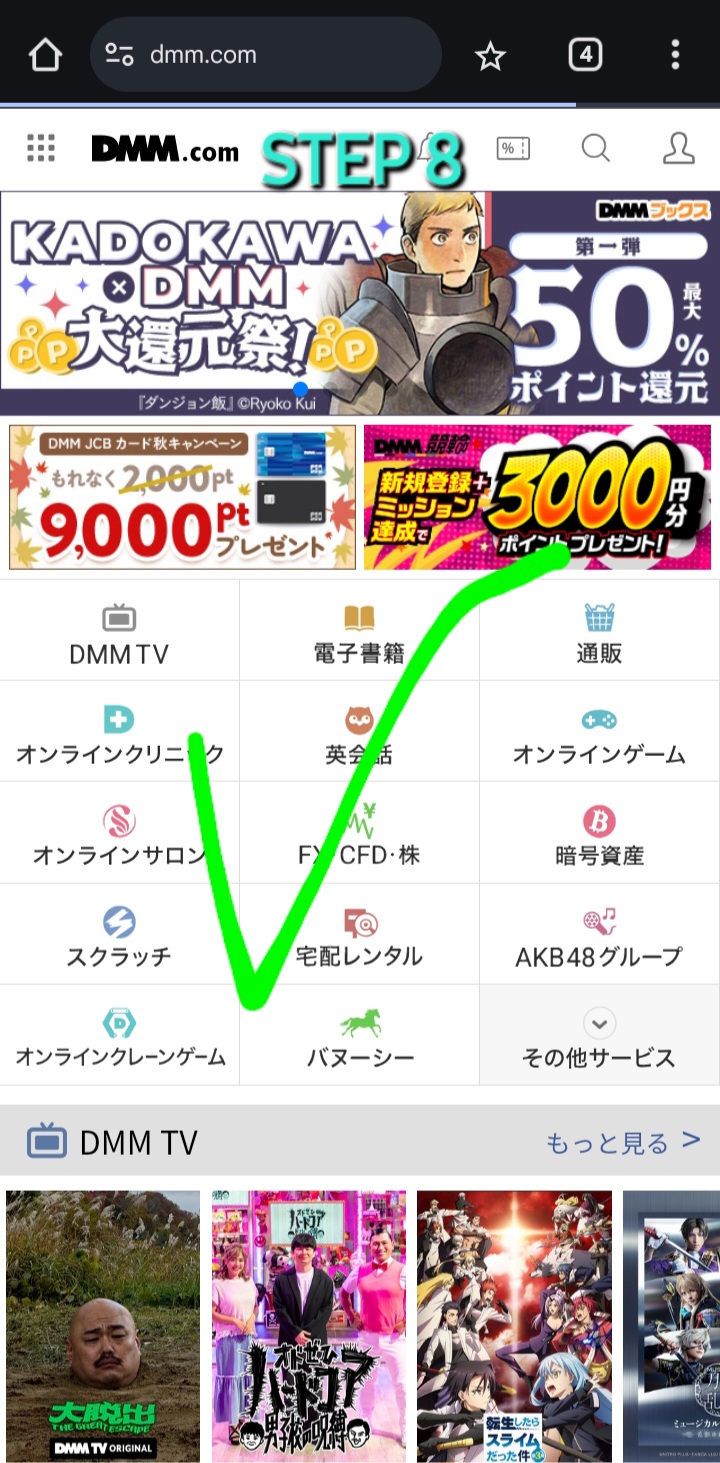 dmm.com
4
DMM.com
STEP 8
KADOKAWA
×DMM
大還元祭!
『ダンジョン飯』©Ryoko Kui
DMMブックス
第一弾
最大
50%
ポイント還元
DMM JCB カード秋キャンペーン
もれなく2,000pt
9,000pt
プレゼント
DMM競輪
新規登録+
ミッション
達成で
3000円分
ポイントプレゼント!
DMM TV
電子書籍
通販
オンラインクリニック
英会話
オンラインゲーム
オンラインサロン
FX・CFD・株
暗号資産
スクラッチ
宅配レンタル
AKB48グループ
オンラインクレーンゲーム
バヌーシー
その他サービス
DMM TV
もっと見る >
大脱出
THE GREAT ESCAPE
DMM TV ORIGINAL
オドぜひ
ハードコア
男子校の呪縛
転生したら
スライム
だった件
ミュージカル